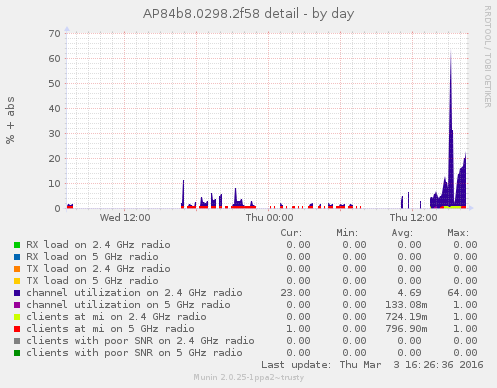 AP84b8.0298.2f58 detail - by day
RRDTOOL / TOBI OETIKER
% + abs
70
60
50
40
30
20
10
0
Wed 12:00 Thu 00:00 Thu 12:00
Cur: Min: Avg: Max:
RX load on 2.4 GHz radio 0.00 0.00 0.00 0.00
RX load on 5 GHz radio 0.00 0.00 0.00 0.00
TX load on 2.4 GHz radio 0.00 0.00 0.00 0.00
TX load on 5 GHz radio 0.00 0.00 0.00 0.00
channel utilization on 2.4 GHz radio 23.00 0.00 4.69 64.00
channel utilization on 5 GHz radio 0.00 0.00 133.08m 1.00
clients at mi on 2.4 GHz radio 0.00 0.00 724.19m 1.00
clients at mi on 5 GHz radio 1.00 0.00 796.90m 1.00
clients with poor SNR on 2.4 GHz radio 0.00 0.00 0.00 0.00
clients with poor SNR on 5 GHz radio 0.00 0.00 0.00 0.00
Last update: Thu Mar 3 16:26:36 2016
Munin 2.0.25-1ppa2~trusty